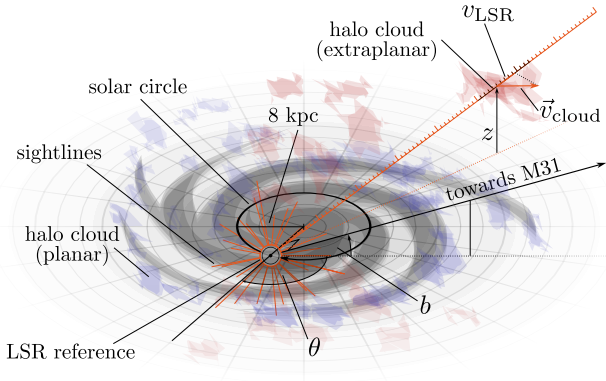 v_LSR
halo cloud
(extraplanar)
solar circle
8 kpc
v⃗_cloud
z
sightlines
towards M31
halo cloud
(planar)
b
LSR reference
θ